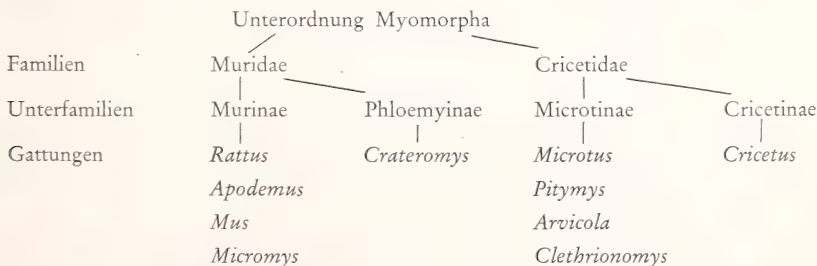 Unterordnung Myomorpha
Familien Muridae Cricetidae
Unterfamilien Murinae Phloemyinae Microtinae Cricetinae
Gattungen Rattus Crateromys Microtus Cricetus
Apodemus Pitymys
Mus Arvicola
Micromys Clethrionomys